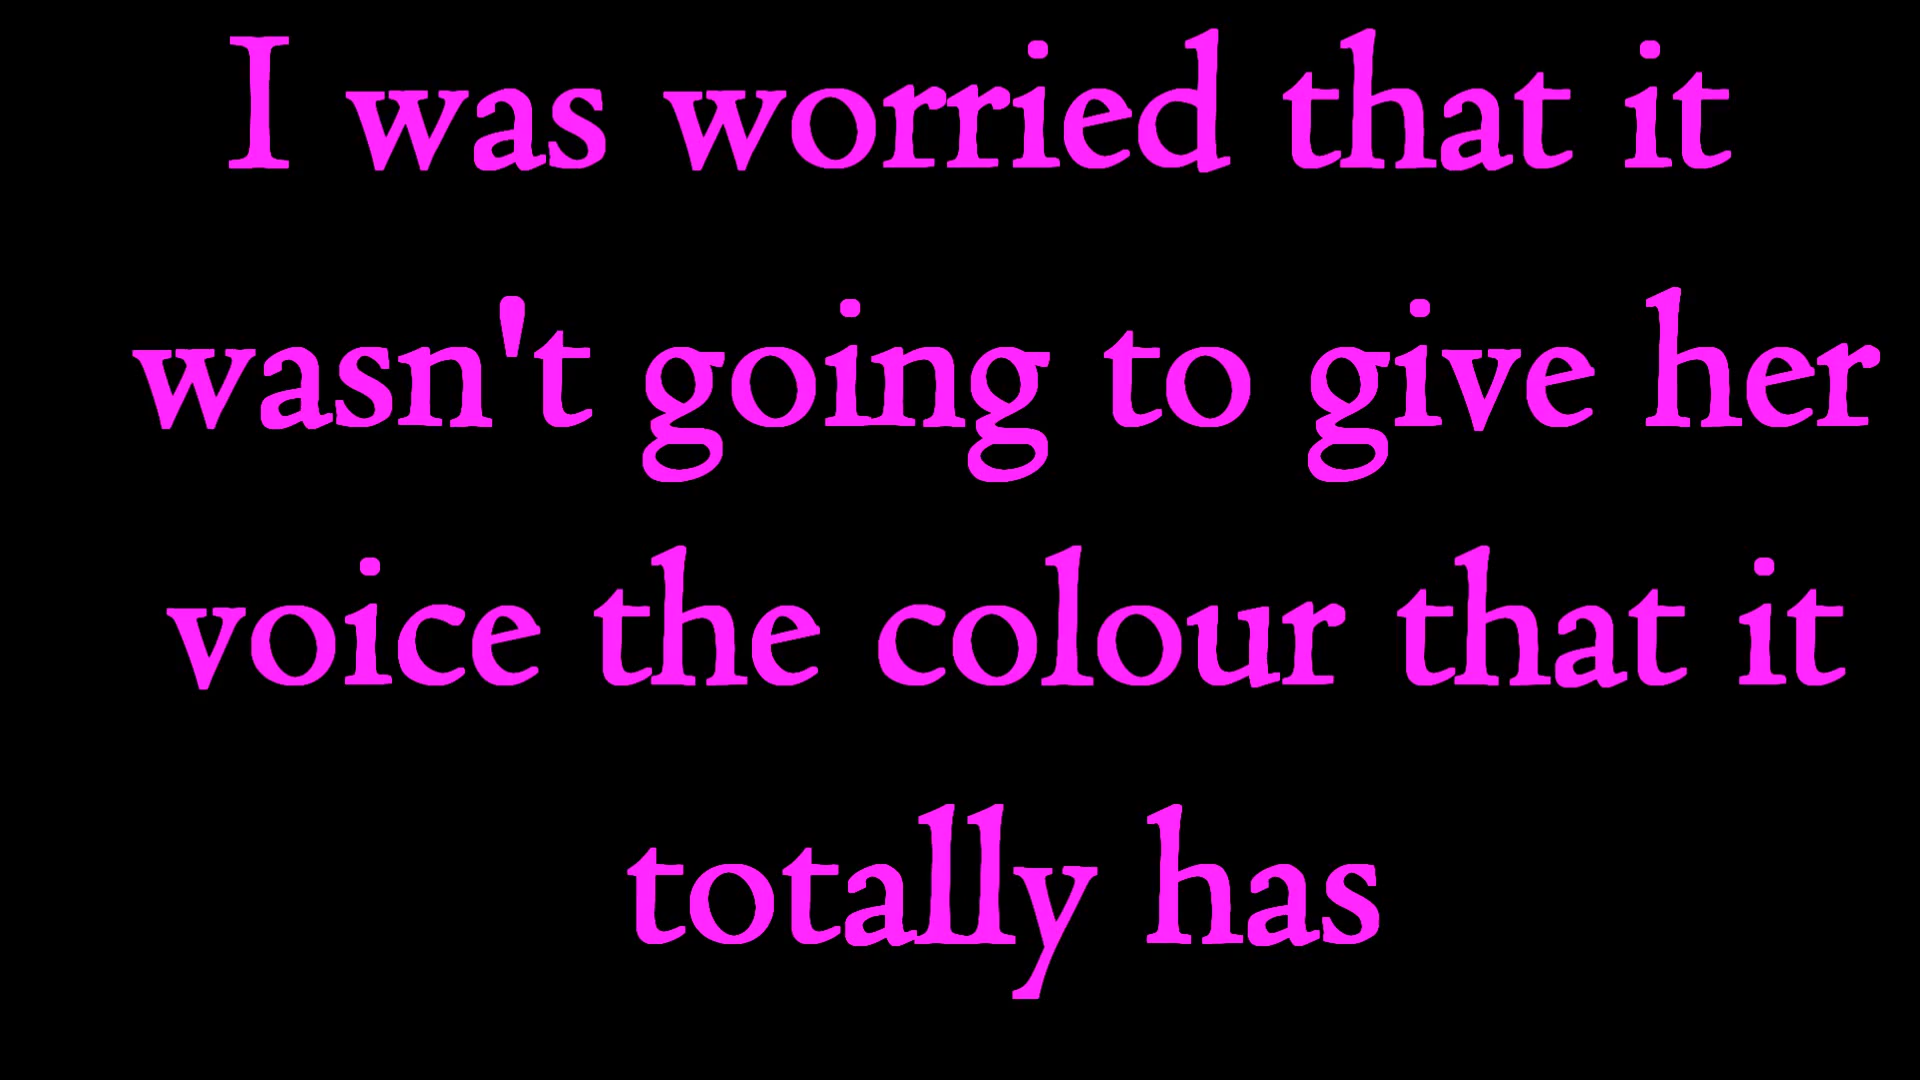 I was worried that it
wasn't going to give her
voice the colour that it
totally has